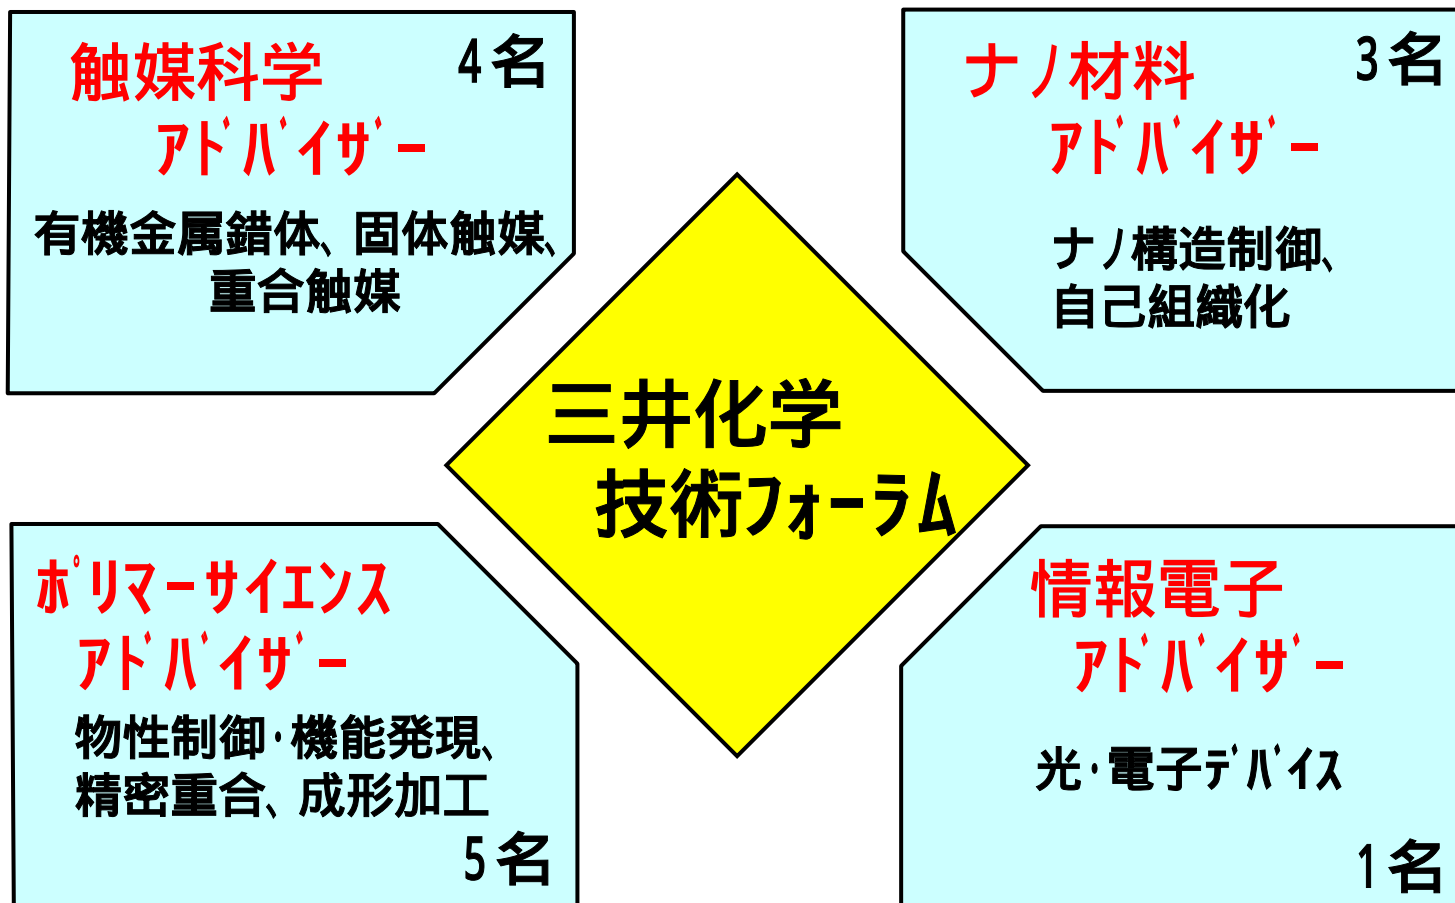 触媒科学
4名
ｱﾄﾞﾊﾞｲｻﾞｰ
有機金属錯体、固体触媒、
重合触媒
ナノ材料
3名
ｱﾄﾞﾊﾞｲｻﾞｰ
ナノ構造制御、
自己組織化
三井化学
技術ﾌｫｰﾗﾑ
ﾎﾟﾘﾏｰｻｲｴﾝｽ
ｱﾄﾞﾊﾞｲｻﾞｰ
物性制御･機能発現、
精密重合、成形加工
5名
情報電子
ｱﾄﾞﾊﾞｲｻﾞｰ
光･電子ﾃﾞﾊﾞｲｽ
1名